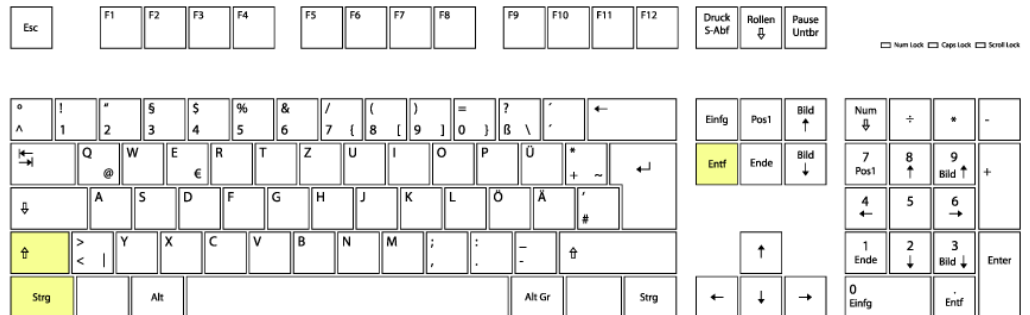 Esc F1 F2 F3 F4 F5 F6 F7 F8 F9 F10 F11 F12 Druck S-Abf Rollen ⇩ Pause Untbr
Num Lock Caps Lock Scroll Lock
° ^ ! 1 " 2 § 3 $ 4 % 5 & 6 / 7 { ( 8 [ ) 9 ] = 0 } ? ß \ ´ ´ ← Einfg Pos1 Bild ↑ Num ⇩ ÷ * -
Q @ W E € R T Z U I O P Ü * + ~ ↵ Entf Ende Bild ↓ 7 Pos1 8 ↑ 9 Bild ↑ +
⇩ A S D F G H J K L Ö Ä ' # 4 ← 5 6 →
⇧ > < | Y X C V B N M ; , : . _ - ⇧ ↑ 1 Ende 2 ↓ 3 Bild ↓ Enter
Strg Alt Alt Gr Strg ← ↓ → 0 Einfg . Entf